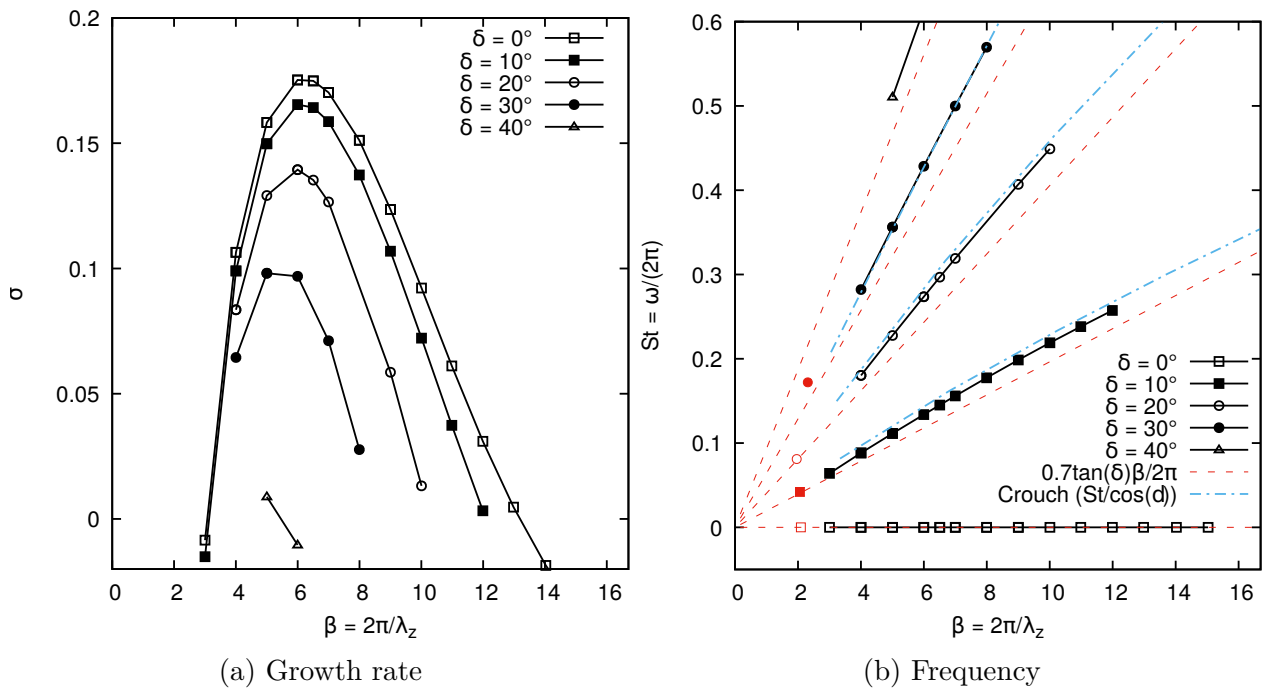 0.2
0.15
0.1
0.05
0
σ
0 2 4 6 8 10 12 14 16
β = 2π/λz
δ = 0°
δ = 10°
δ = 20°
δ = 30°
δ = 40°
(a) Growth rate
0.6
0.5
0.4
0.3
0.2
0.1
0
St = ω/(2π)
0 2 4 6 8 10 12 14 16
β = 2π/λz
δ = 0°
δ = 10°
δ = 20°
δ = 30°
δ = 40°
0.7tan(δ)β/2π
Crouch (St/cos(d))
(b) Frequency